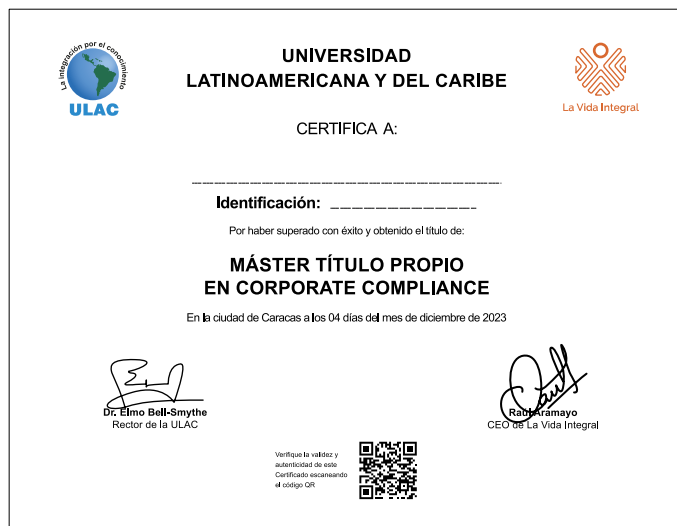 La integración por el conocimiento
ULAC
UNIVERSIDAD
LATINOAMERICANA Y DEL CARIBE
La Vida Integral
CERTIFICA A:
Identificación:
Por haber superado con éxito y obtenido el título de:
MÁSTER TÍTULO PROPIO
EN CORPORATE COMPLIANCE
En la ciudad de Caracas a los 04 días del mes de diciembre de 2023
Dr. Elmo Bell-Smythe
Rector de la ULAC
Raul Aramayo
CEO de La Vida Integral
Verifique la validez y
autenticidad de este
Certificado escaneando
el código QR